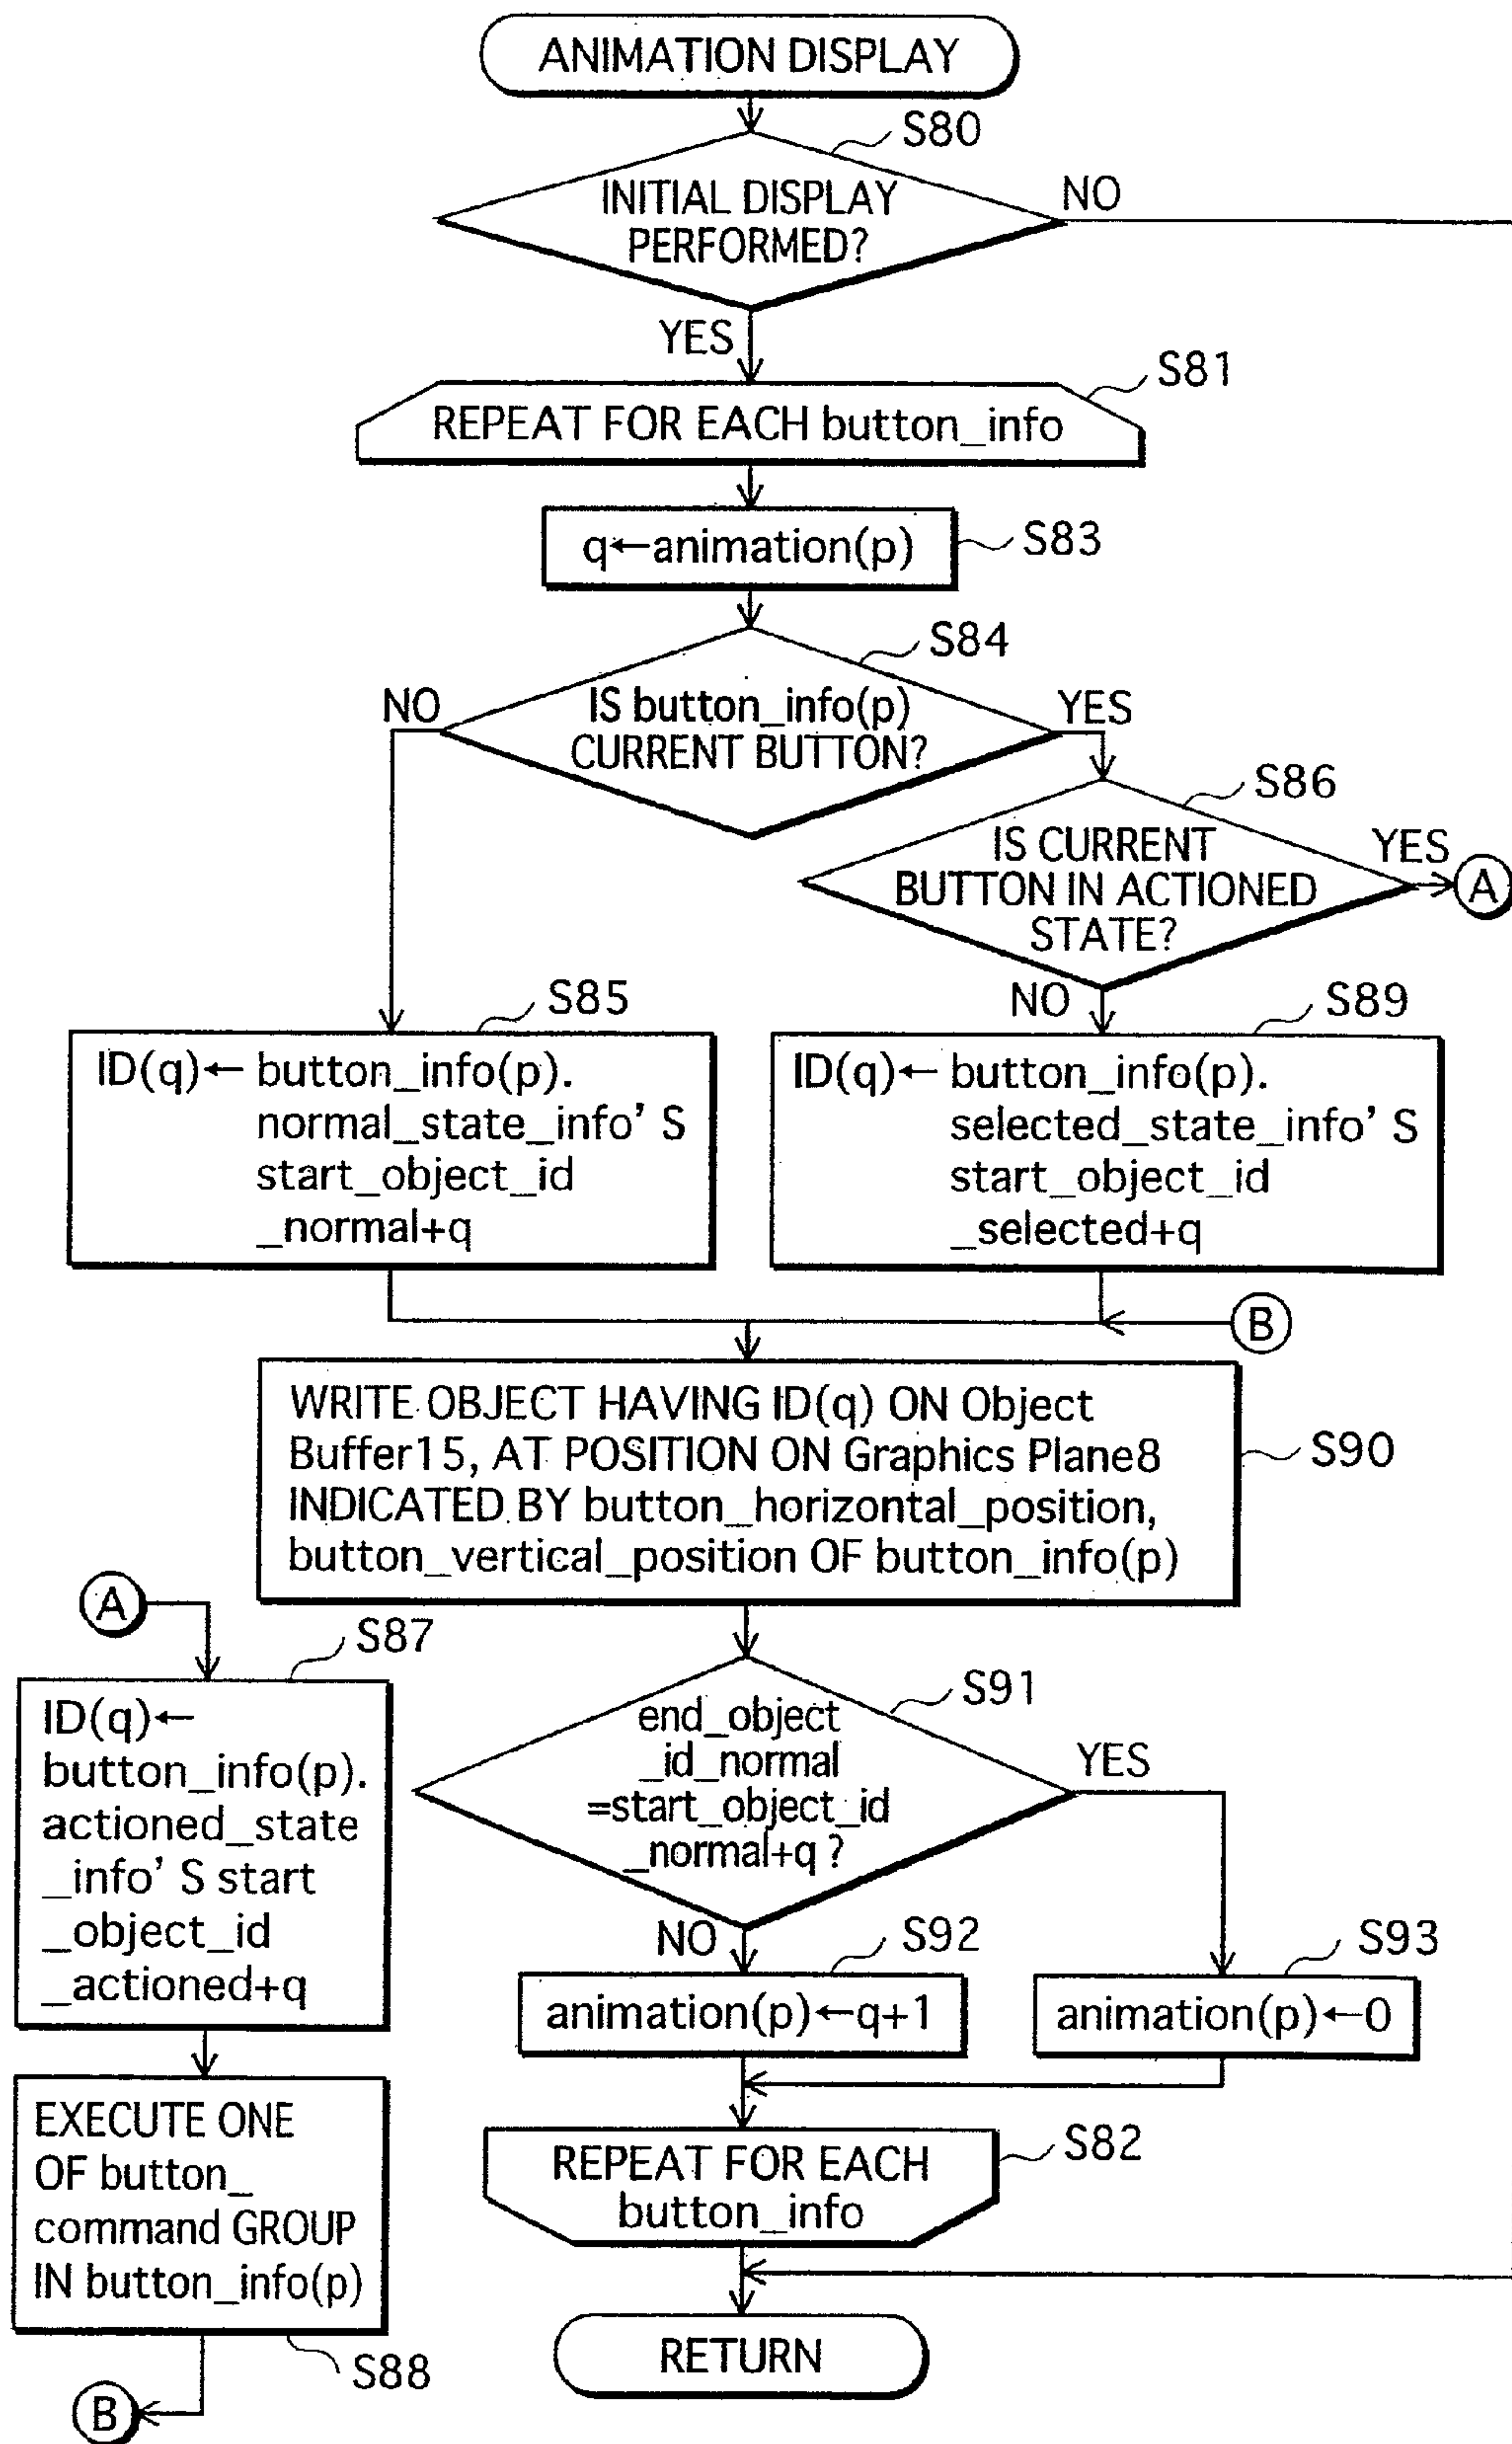 ANIMATION DISPLAY
S80
INITIAL DISPLAY
PERFORMED?
NO
YES
S81
REPEAT FOR EACH button_info
q←animation(p)
S83
S84
NO
IS button_info(p)
CURRENT BUTTON?
YES
S86
IS CURRENT
BUTTON IN ACTIONED
STATE?
YES
A
NO
S85
ID(q)← button_info(p).
normal_state_info' S
start_object_id
_normal+q
S89
ID(q)← button_info(p).
selected_state_info' S
start_object_id
_selected+q
B
WRITE OBJECT HAVING ID(q) ON Object
Buffer15, AT POSITION ON Graphics Plane8
INDICATED BY button_horizontal_position,
button_vertical_position OF button_info(p)
S90
A
S87
ID(q)←
button_info(p).
actioned_state
_info' S start
_object_id
_actioned+q
EXECUTE ONE
OF button_
command GROUP
IN button_info(p)
S88
B
S91
end_object
_id_normal
=start_object_id
_normal+q ?
YES
NO
S92
animation(p)←q+1
S93
animation(p)←0
S82
REPEAT FOR EACH
button_info
RETURN